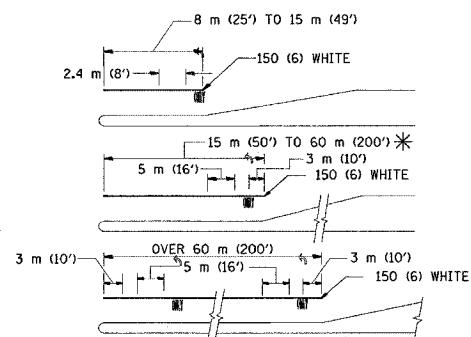 8 m (25') TO 15 m (49')
2.4 m (8')
150 (6) WHITE
15 m (50') TO 60 m (200') *
5 m (16')
3 m (10')
150 (6) WHITE
OVER 60 m (200')
3 m (10')
5 m (16')
3 m (10')
150 (6) WHITE